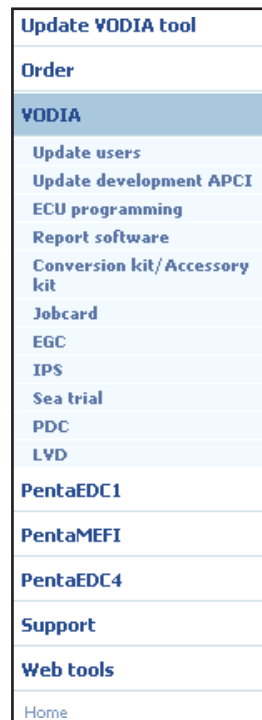 Update VODIA tool
Order
VODIA
Update users
Update development APCI
ECU programming
Report software
Conversion kit/Accessory
kit
Jobcard
EGC
IPS
Sea trial
PDC
LVD
PentaEDC1
PentaMEFI
PentaEDC4
Support
Web tools
Home